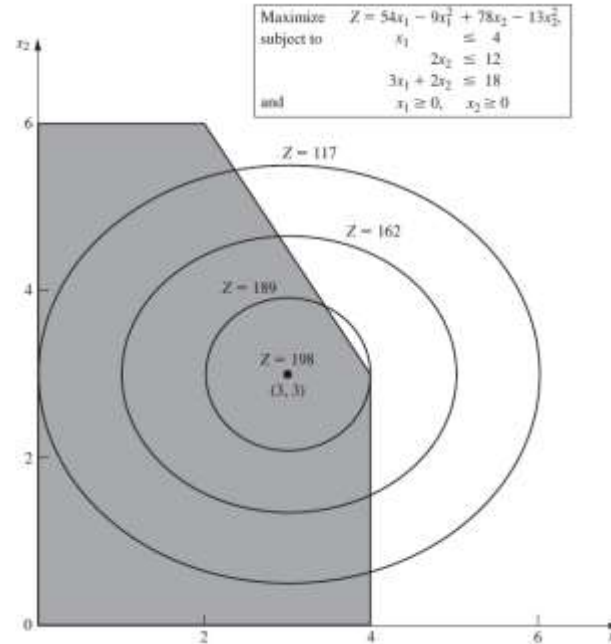 Maximize Z = 54x₁ − 9x₁² + 78x₂ − 13x₂²,
subject to x₁ ≤ 4
2x₂ ≤ 12
3x₁ + 2x₂ ≤ 18
and x₁ ≥ 0, x₂ ≥ 0
x₂
6
Z = 117
Z = 162
4
Z = 189
Z = 198
(3, 3)
2
0
2
4
6